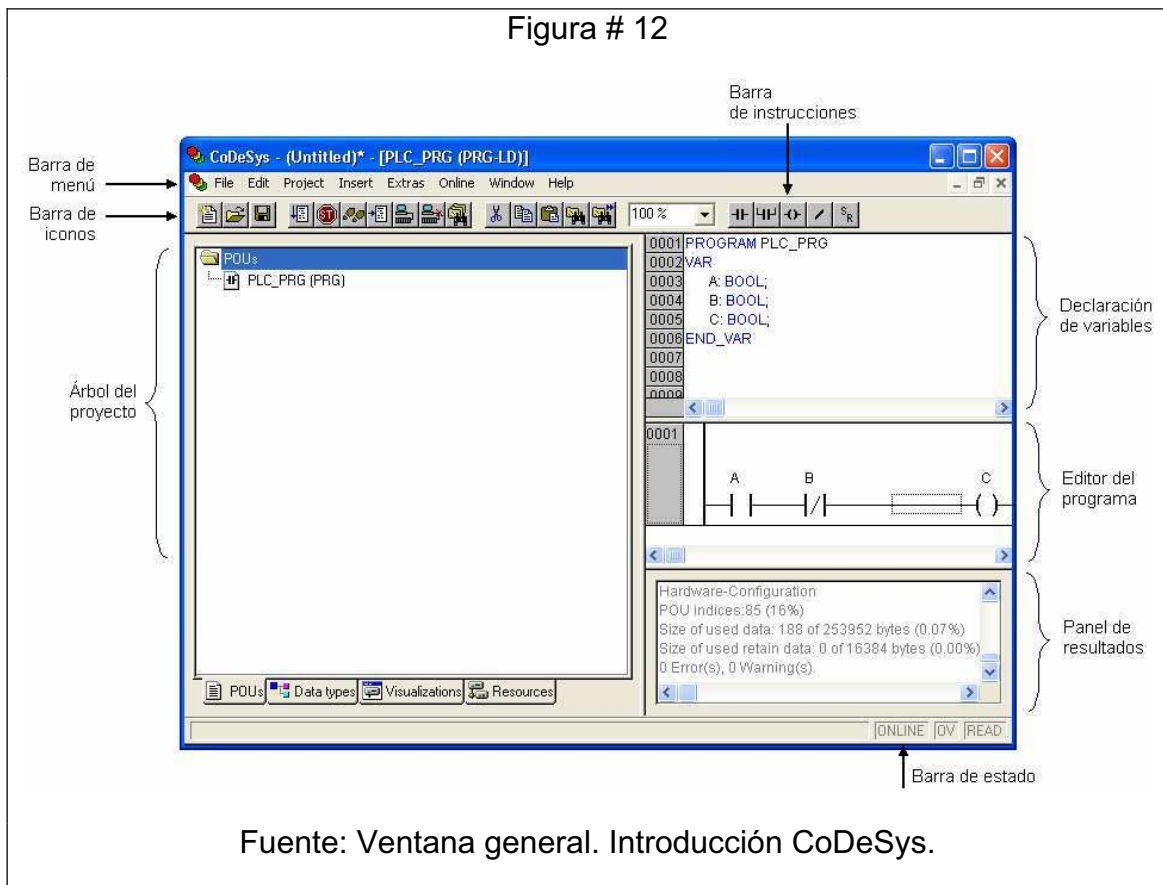 Figura # 12
Barra
de instrucciones
Barra de
menú
Barra de
iconos
Árbol del
proyecto
CoDeSys - (Untitled)* - [PLC_PRG (PRG-LD)]
File Edit Project Insert Extras Online Window Help
100 %
POUs
PLC_PRG (PRG)
0001 PROGRAM PLC_PRG
0002 VAR
0003 A: BOOL;
0004 B: BOOL;
0005 C: BOOL;
0006 END_VAR
0007
0008
0009
0001
A B C
Hardware-Configuration
POU indices:85 (16%)
Size of used data: 188 of 253952 bytes (0.07%)
Size of used retain data: 0 of 16384 bytes (0.00%)
0 Error(s), 0 Warning(s).
POUs Data types Visualizations Resources
ONLINE OV READ
Declaración
de variables
Editor del
programa
Panel de
resultados
Barra de estado
Fuente: Ventana general. Introducción CoDeSys.